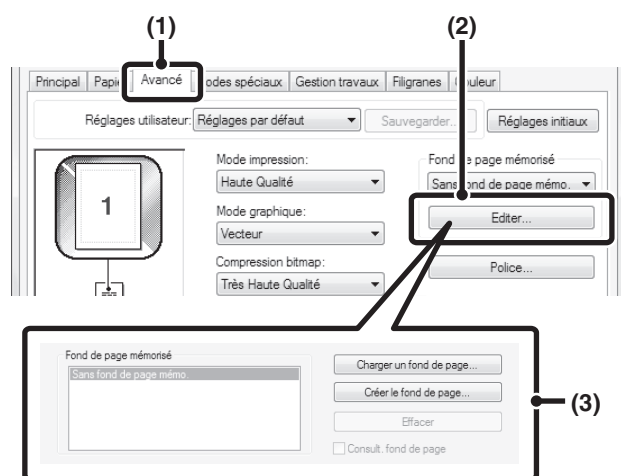 (1) (2)
Principal Papie Avancé odes spéciaux Gestion travaux Filigranes uleur
Réglages utilisateur: Réglages par défaut Sauvegarder... Réglages initiaux
Mode impression: Fond de page mémorisé
Haute Qualité Sans fond de page mémo.
1
Mode graphique: Editer...
Vecteur
Compression bitmap: Police...
Très Haute Qualité
Fond de page mémorisé
Sans fond de page mémo.
Charger un fond de page...
Créer le fond de page...
(3)
Effacer
Consult. fond de page